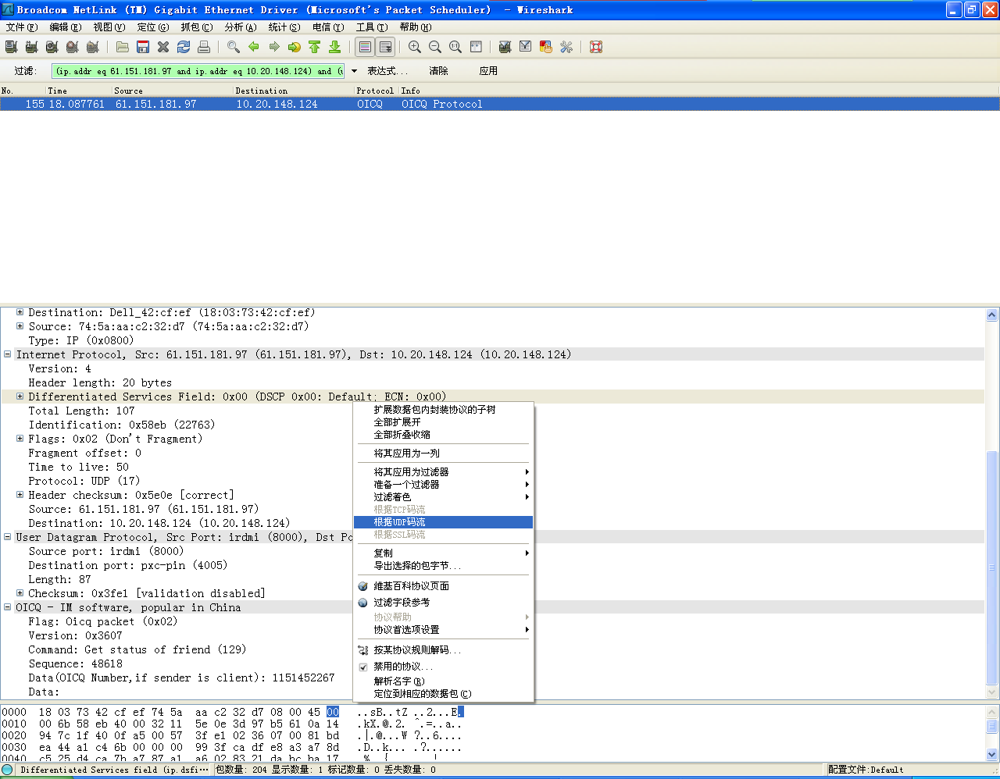 Broadcom NetLink (TM) Gigabit Ethernet Driver (Microsoft's Packet Scheduler) - Wireshark
文件(F) 编辑(E) 视图(V) 定位(G) 抓包(C) 分析(A) 统计(S) 电信(Y) 工具(T) 帮助(H)
过滤: (ip.addr eq 61.151.181.97 and ip.addr eq 10.20.148.124) and (u 表达式... 清除 应用
No. Time Source Destination Protocol Info
155 18.087761 61.151.181.97 10.20.148.124 OICQ OICQ Protocol
Destination: Dell_42:cf:ef (18:03:73:42:cf:ef)
Source: 74:5a:aa:c2:32:d7 (74:5a:aa:c2:32:d7)
Type: IP (0x0800)
Internet Protocol, Src: 61.151.181.97 (61.151.181.97), Dst: 10.20.148.124 (10.20.148.124)
Version: 4
Header length: 20 bytes
Differentiated Services Field: 0x00 (DSCP 0x00: Default; ECN: 0x00)
Total Length: 107
Identification: 0x58eb (22763)
Flags: 0x02 (Don't Fragment)
Fragment offset: 0
Time to live: 50
Protocol: UDP (17)
Header checksum: 0x5e0e [correct]
Source: 61.151.181.97 (61.151.181.97)
Destination: 10.20.148.124 (10.20.148.124)
User Datagram Protocol, Src Port: irdmi (8000), Dst Po
Source port: irdmi (8000)
Destination port: pxc-pin (4005)
Length: 87
Checksum: 0x3fe1 [validation disabled]
OICQ - IM software, popular in China
Flag: Oicq packet (0x02)
Version: 0x3607
Command: Get status of friend (129)
Sequence: 48618
Data(OICQ Number,if sender is client): 1151452267
Data:
扩展数据包内封装协议的子树
全部扩展开
全部折叠收缩
将其应用为一列
将其应用为过滤器
准备一个过滤器
过滤着色
根据TCP码流
根据UDP码流
根据SSL码流
复制
导出选择的包字节...
维基百科协议页面
过滤字段参考
协议帮助
协议首选项设置
按某协议规则解码...
禁用的协议...
解析名字(R)
定位到相应的数据包(C)
0000 18 03 73 42 cf ef 74 5a aa c2 32 d7 08 00 45 00 ..sB..tZ ..2...E.
0010 00 6b 58 eb 40 00 32 11 5e 0e 3d 97 b5 61 0a 14 .kX.@.2. ^.=..a..
0020 94 7c 1f 40 0f a5 00 57 3f e1 02 36 07 00 81 bd .|.@...W ?..6....
0030 ea 44 a1 c4 6b 00 00 00 99 3f ca df e8 a3 a7 8d .D..k... .?......
0040 c5 25 d4 ca 7b a7 87 a1 a6 02 83 21 da bc ba 17 .%..{... ...!....
Differentiated Services field (ip.dsfi... 包数量: 204 显示数量: 1 标记数量: 0 丢失数量: 0 配置文件:Default